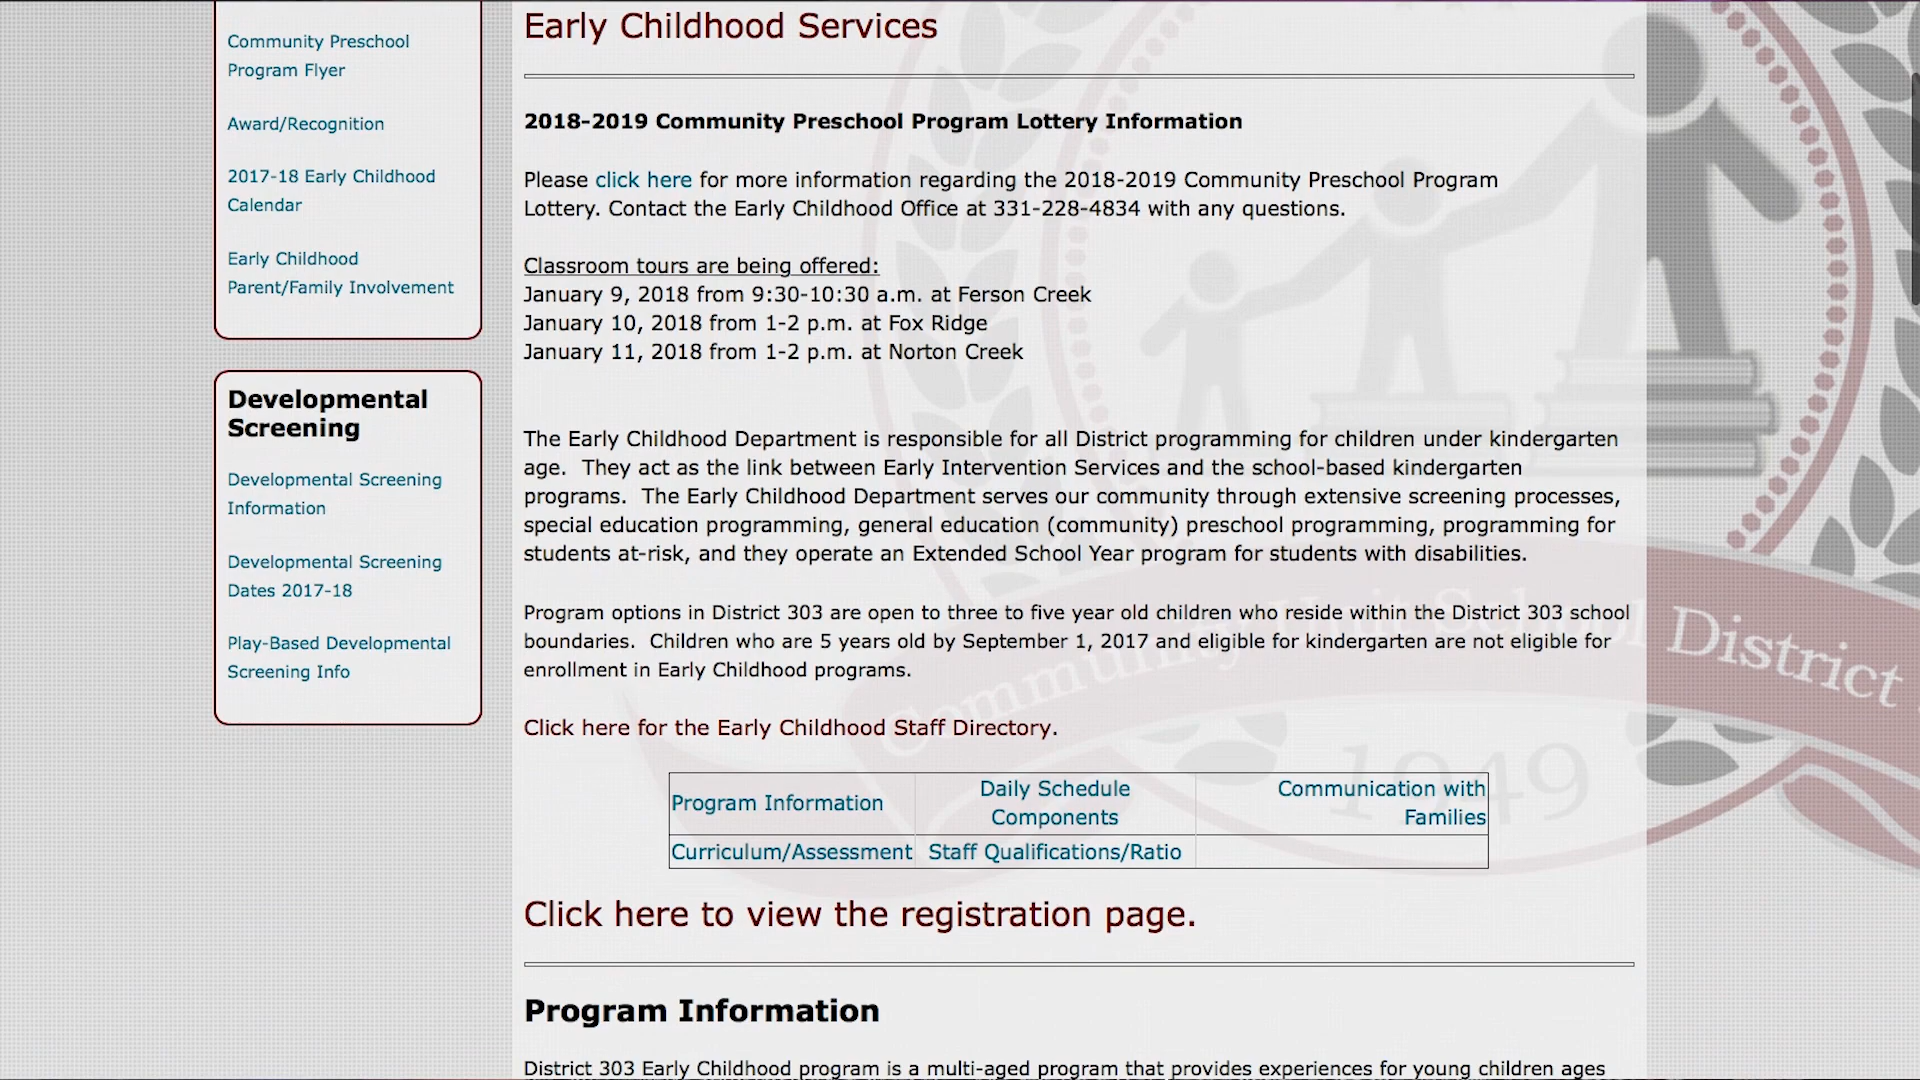 Community Preschool
Program Flyer
Award/Recognition
2017-18 Early Childhood
Calendar
Early Childhood
Parent/Family Involvement
Developmental
Screening
Developmental Screening
Information
Developmental Screening
Dates 2017-18
Play-Based Developmental
Screening Info
Early Childhood Services
2018-2019 Community Preschool Program Lottery Information
Please click here for more information regarding the 2018-2019 Community Preschool Program
Lottery. Contact the Early Childhood Office at 331-228-4834 with any questions.
Classroom tours are being offered:
January 9, 2018 from 9:30-10:30 a.m. at Ferson Creek
January 10, 2018 from 1-2 p.m. at Fox Ridge
January 11, 2018 from 1-2 p.m. at Norton Creek
The Early Childhood Department is responsible for all District programming for children under kindergarten
age.  They act as the link between Early Intervention Services and the school-based kindergarten
programs.  The Early Childhood Department serves our community through extensive screening processes,
special education programming, general education (community) preschool programming, programming for
students at-risk, and they operate an Extended School Year program for students with disabilities.
Program options in District 303 are open to three to five year old children who reside within the District 303 school
boundaries.  Children who are 5 years old by September 1, 2017 and eligible for kindergarten are not eligible for
enrollment in Early Childhood programs.
Click here for the Early Childhood Staff Directory.
Program Information
Daily Schedule
Components
Communication with
Families
Curriculum/Assessment
Staff Qualifications/Ratio
Click here to view the registration page.
Program Information
District 303 Early Childhood program is a multi-aged program that provides experiences for young children ages
Community Unit School District
1949